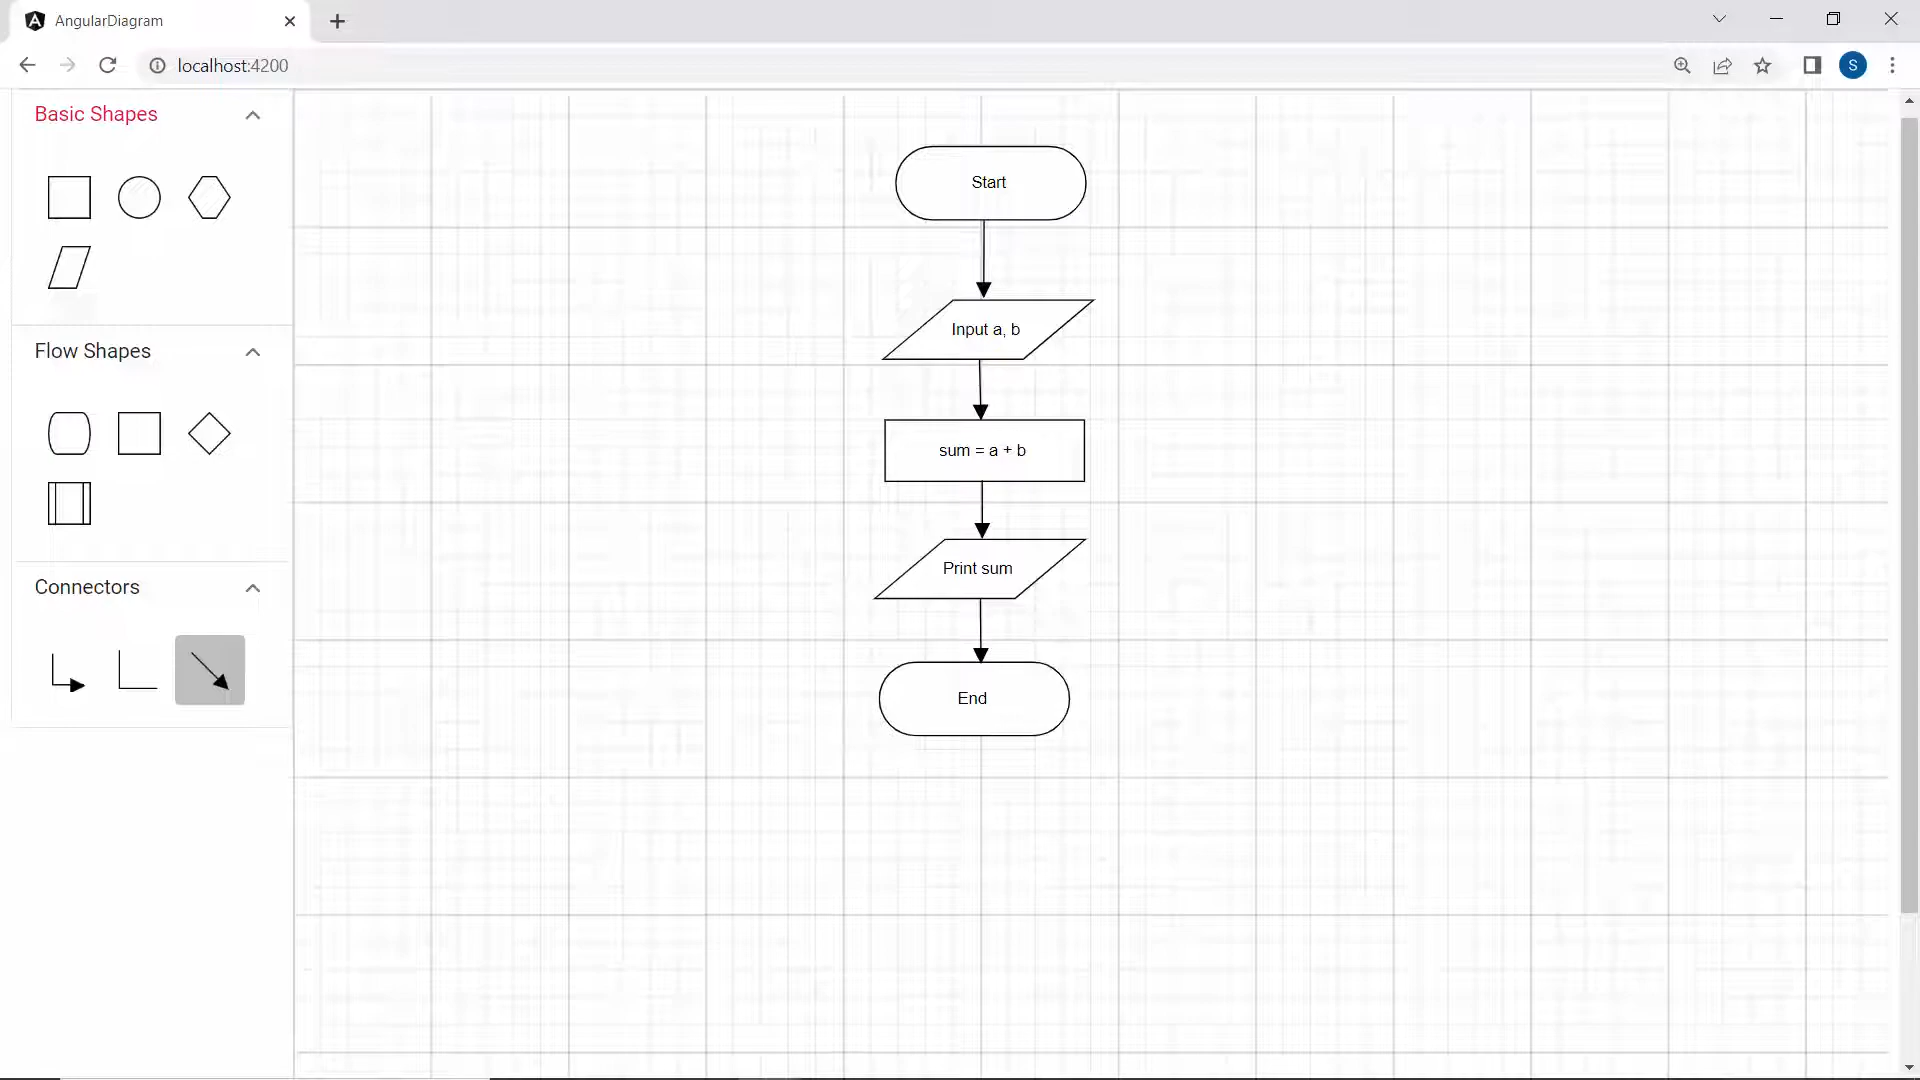 AngularDiagram
localhost:4200
S
Basic Shapes
Flow Shapes
Connectors
Start
Input a, b
sum = a + b
Print sum
End